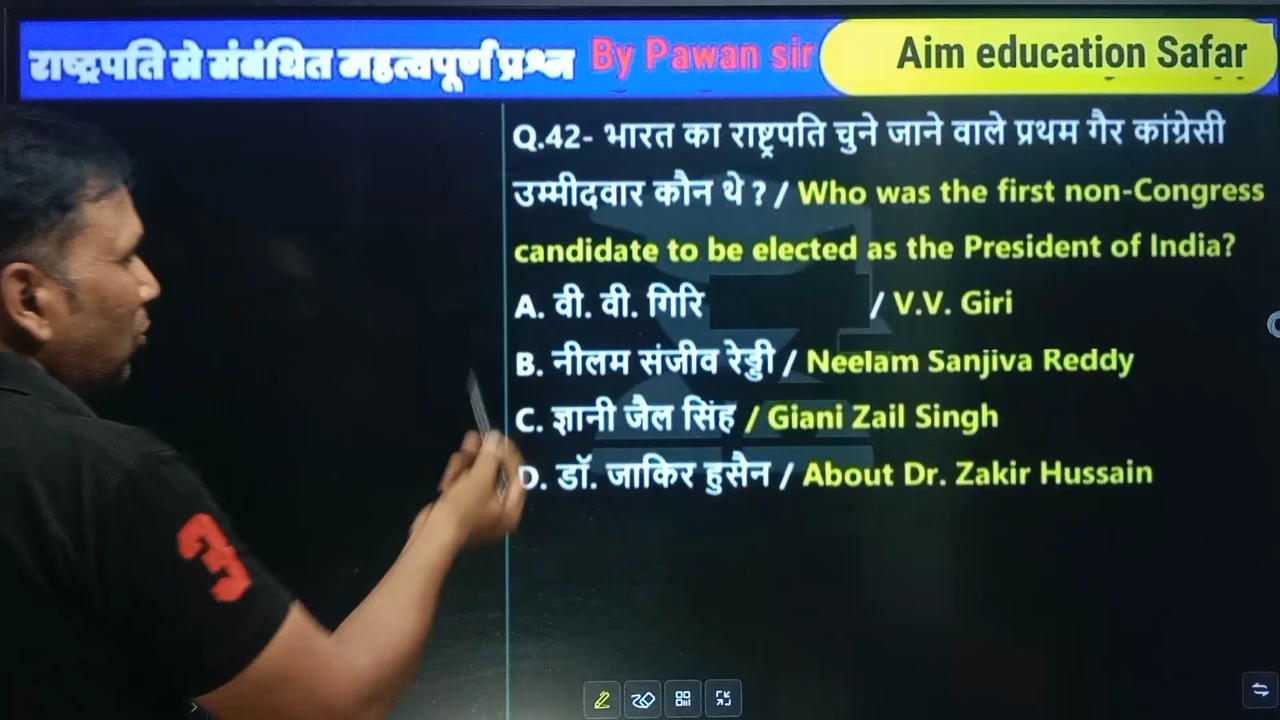 राष्ट्रपति से संबंधित महत्वपूर्ण प्रश्न By Pawan sir Aim education Safar
Q.42- भारत का राष्ट्रपति चुने जाने वाले प्रथम गैर कांग्रेसी
उम्मीदवार कौन थे ? / Who was the first non-Congress
candidate to be elected as the President of India?
A. वी. वी. गिरि / V.V. Giri
B. नीलम संजीव रेड्डी / Neelam Sanjiva Reddy
C. ज्ञानी जैल सिंह / Giani Zail Singh
D. डॉ. जाकिर हुसैन / About Dr. Zakir Hussain
3